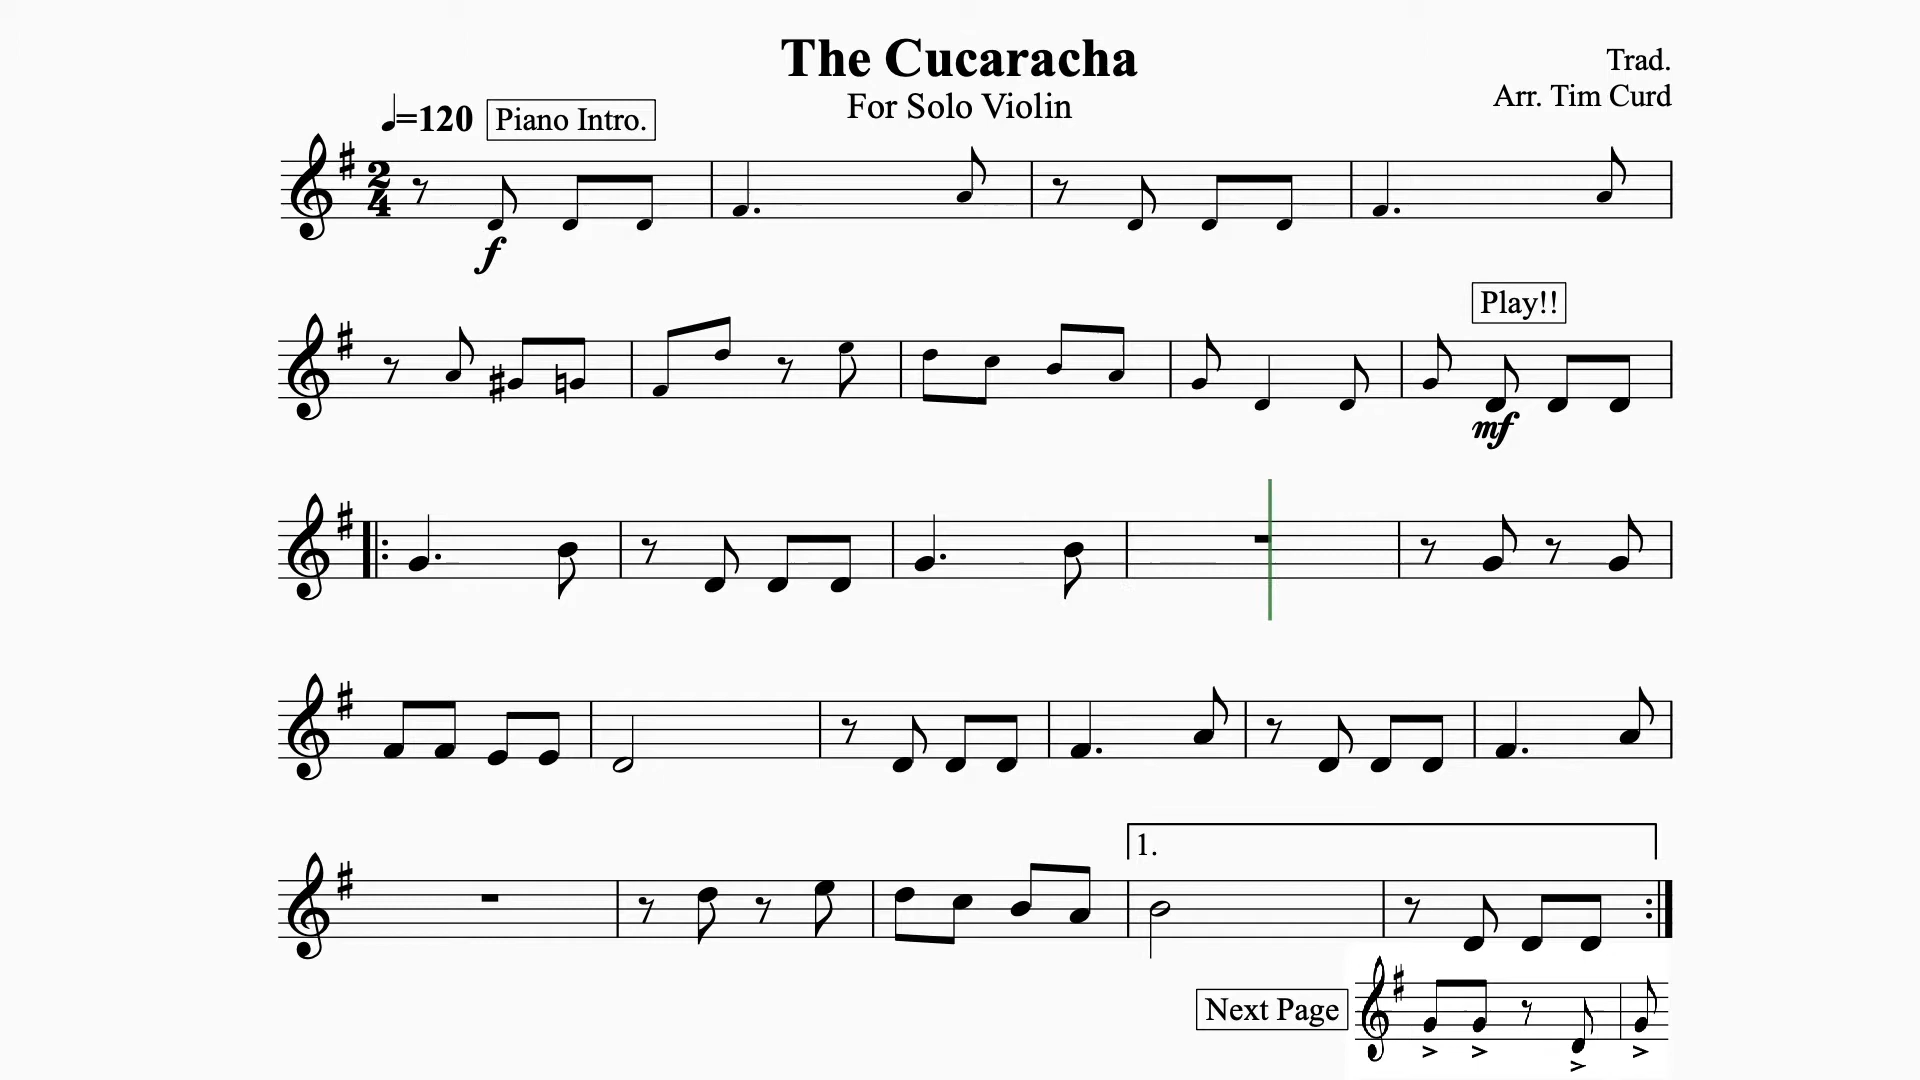 The Cucaracha
For Solo Violin
Trad.
Arr. Tim Curd
♩=120 Piano Intro.
2
4
f
Play!!
mf
1.
Next Page